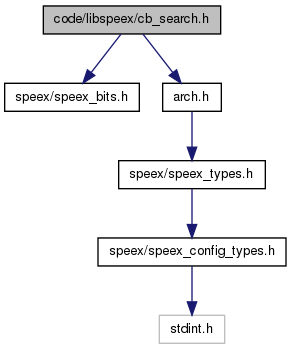 code/libspeex/cb_search.h
speex/speex_bits.h
arch.h
speex/speex_types.h
speex/speex_config_types.h
stdint.h